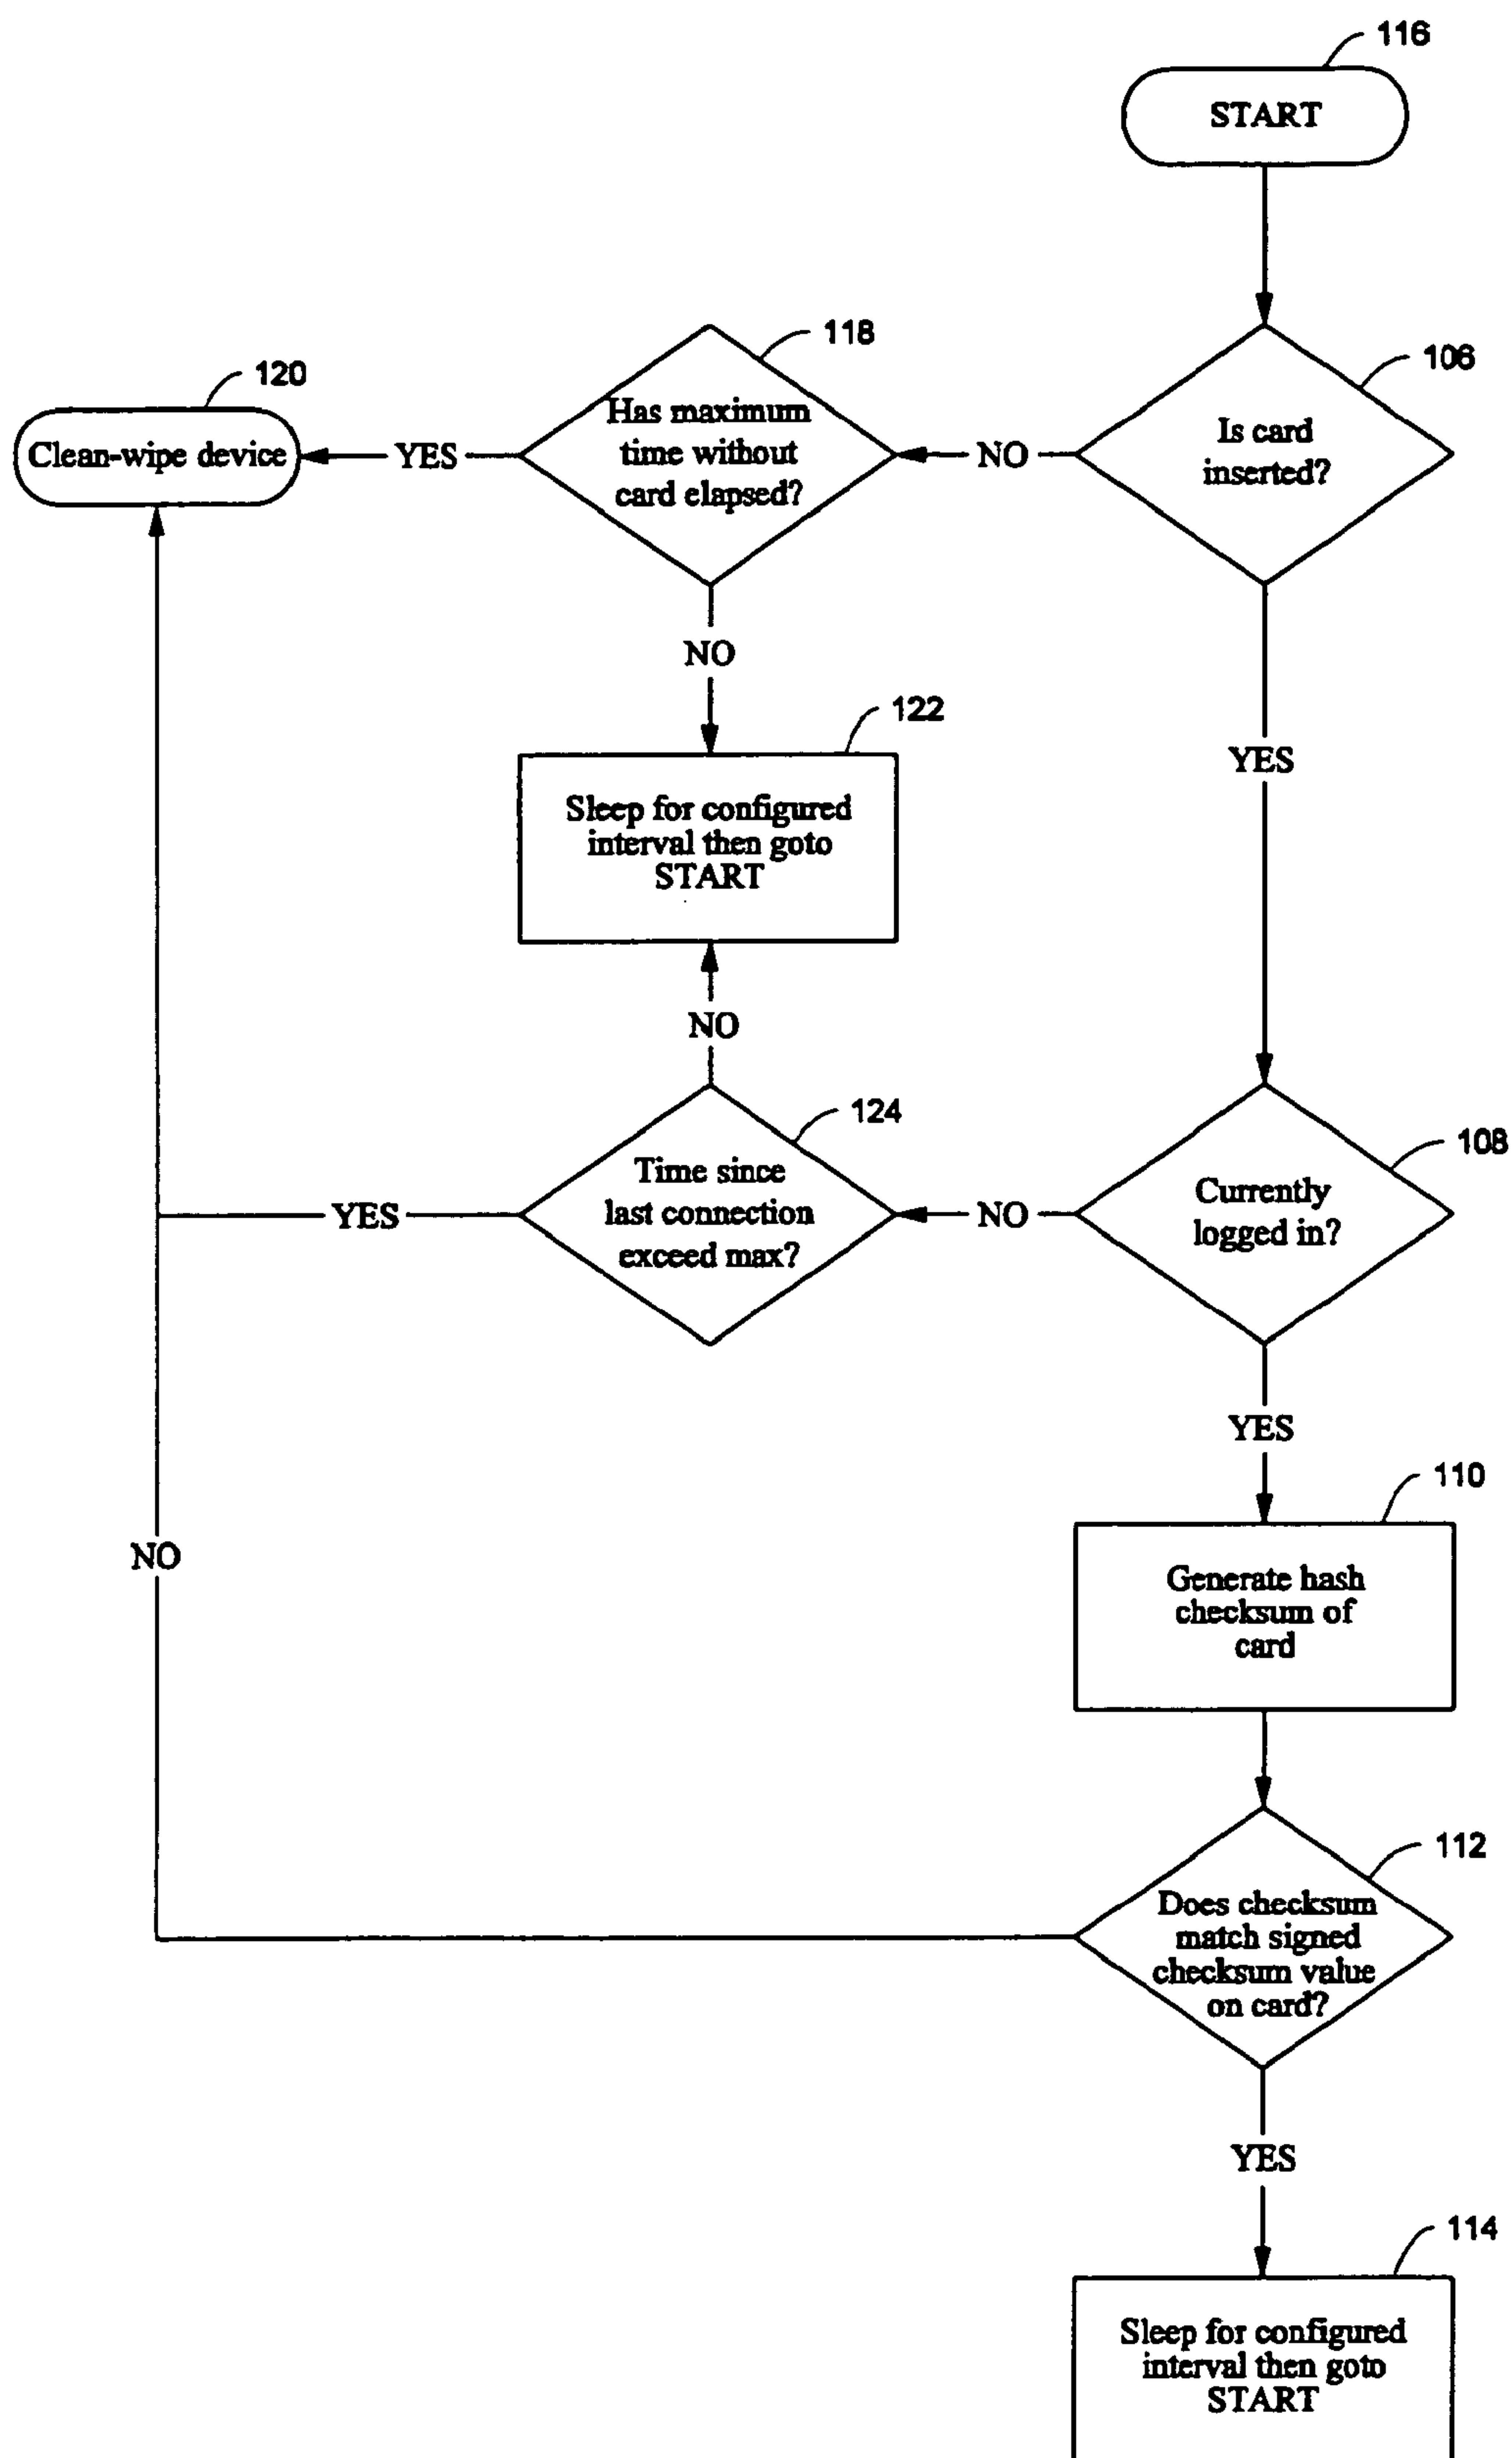 116
START
118
106
120
Has maximum
time without
card elapsed?
Is card
inserted?
Clean-wipe device
YES
NO
NO
YES
122
Sleep for configured
interval then goto
START
NO
124
108
Time since
last connection
exceed max?
Currently
logged in?
YES
NO
YES
110
NO
Generate hash
checksum of
card
112
Does checksum
match signed
checksum value
on card?
YES
114
Sleep for configured
interval then goto
START